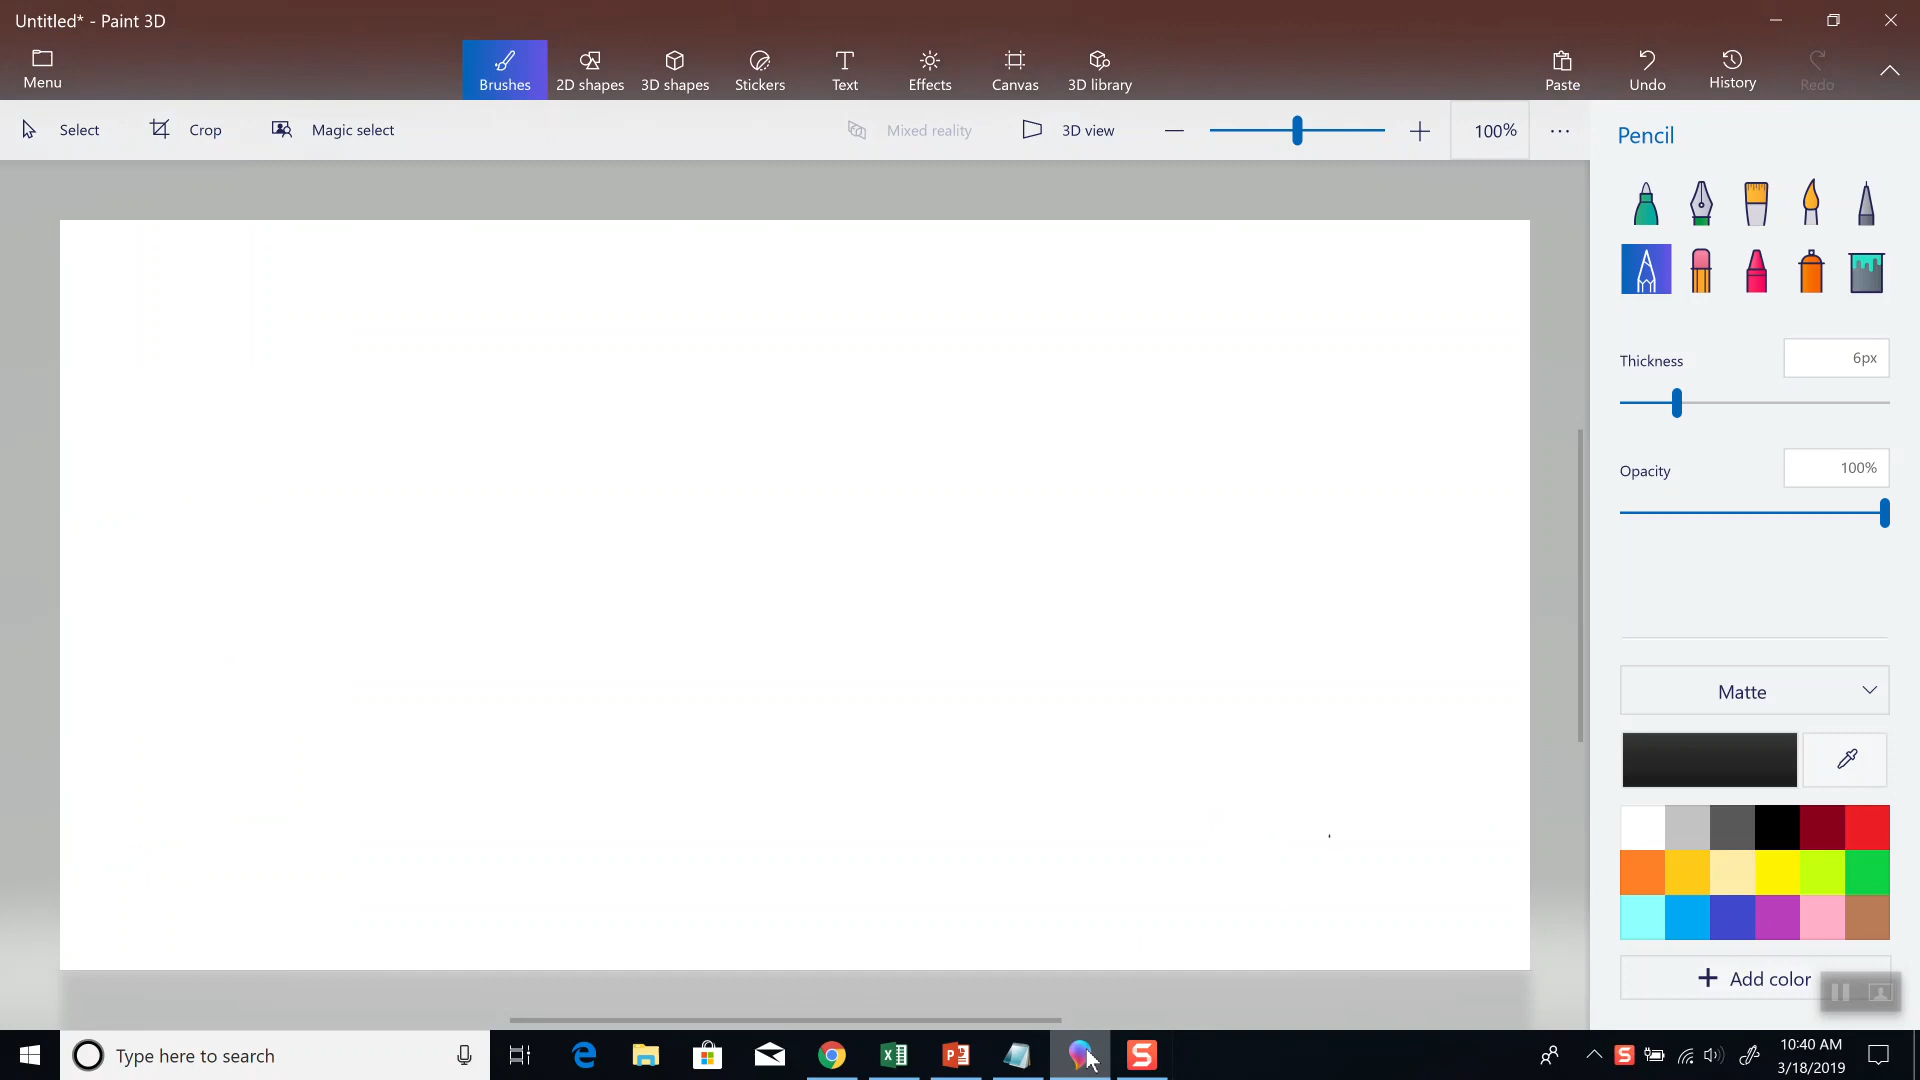 Untitled* - Paint 3D
Menu
Brushes
2D shapes
3D shapes
Stickers
Text
Effects
Canvas
3D library
Paste
Undo
History
Redo
Select
Crop
Magic select
Mixed reality
3D view
100%
Pencil
Thickness
6px
Opacity
100%
Matte
Add color
Type here to search
10:40 AM
3/18/2019